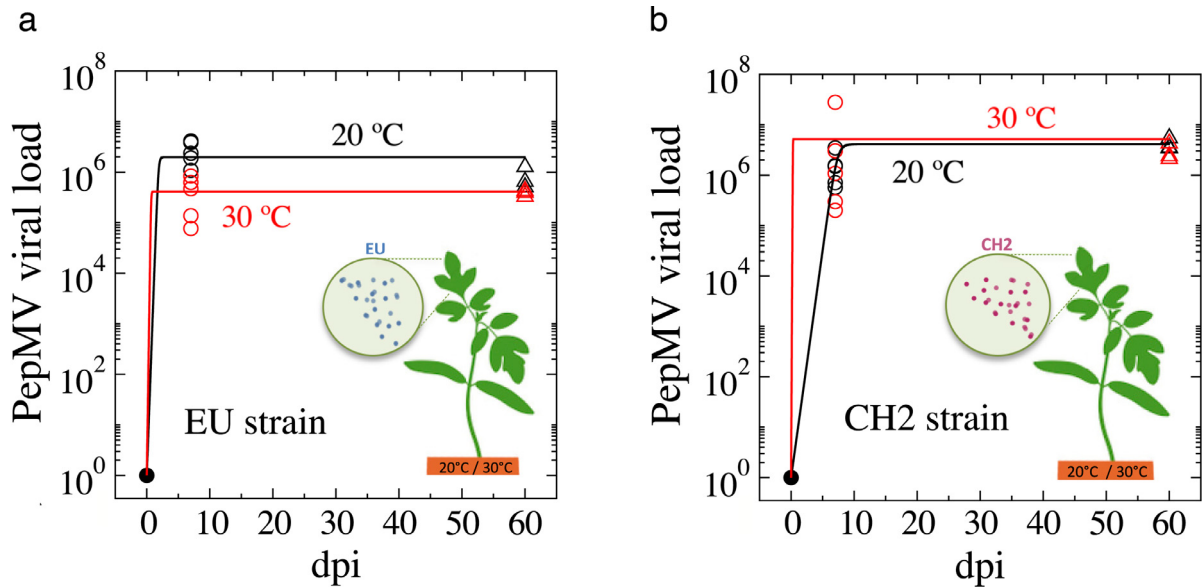 a
PepMV viral load
10⁸
10⁶
10⁴
10²
10⁰
20 ºC
30 ºC
EU
EU strain
20°C / 30°C
0 10 20 30 40 50 60
dpi
b
PepMV viral load
10⁸
10⁶
10⁴
10²
10⁰
30 ºC
20 ºC
CH2
CH2 strain
20°C / 30°C
0 10 20 30 40 50 60
dpi